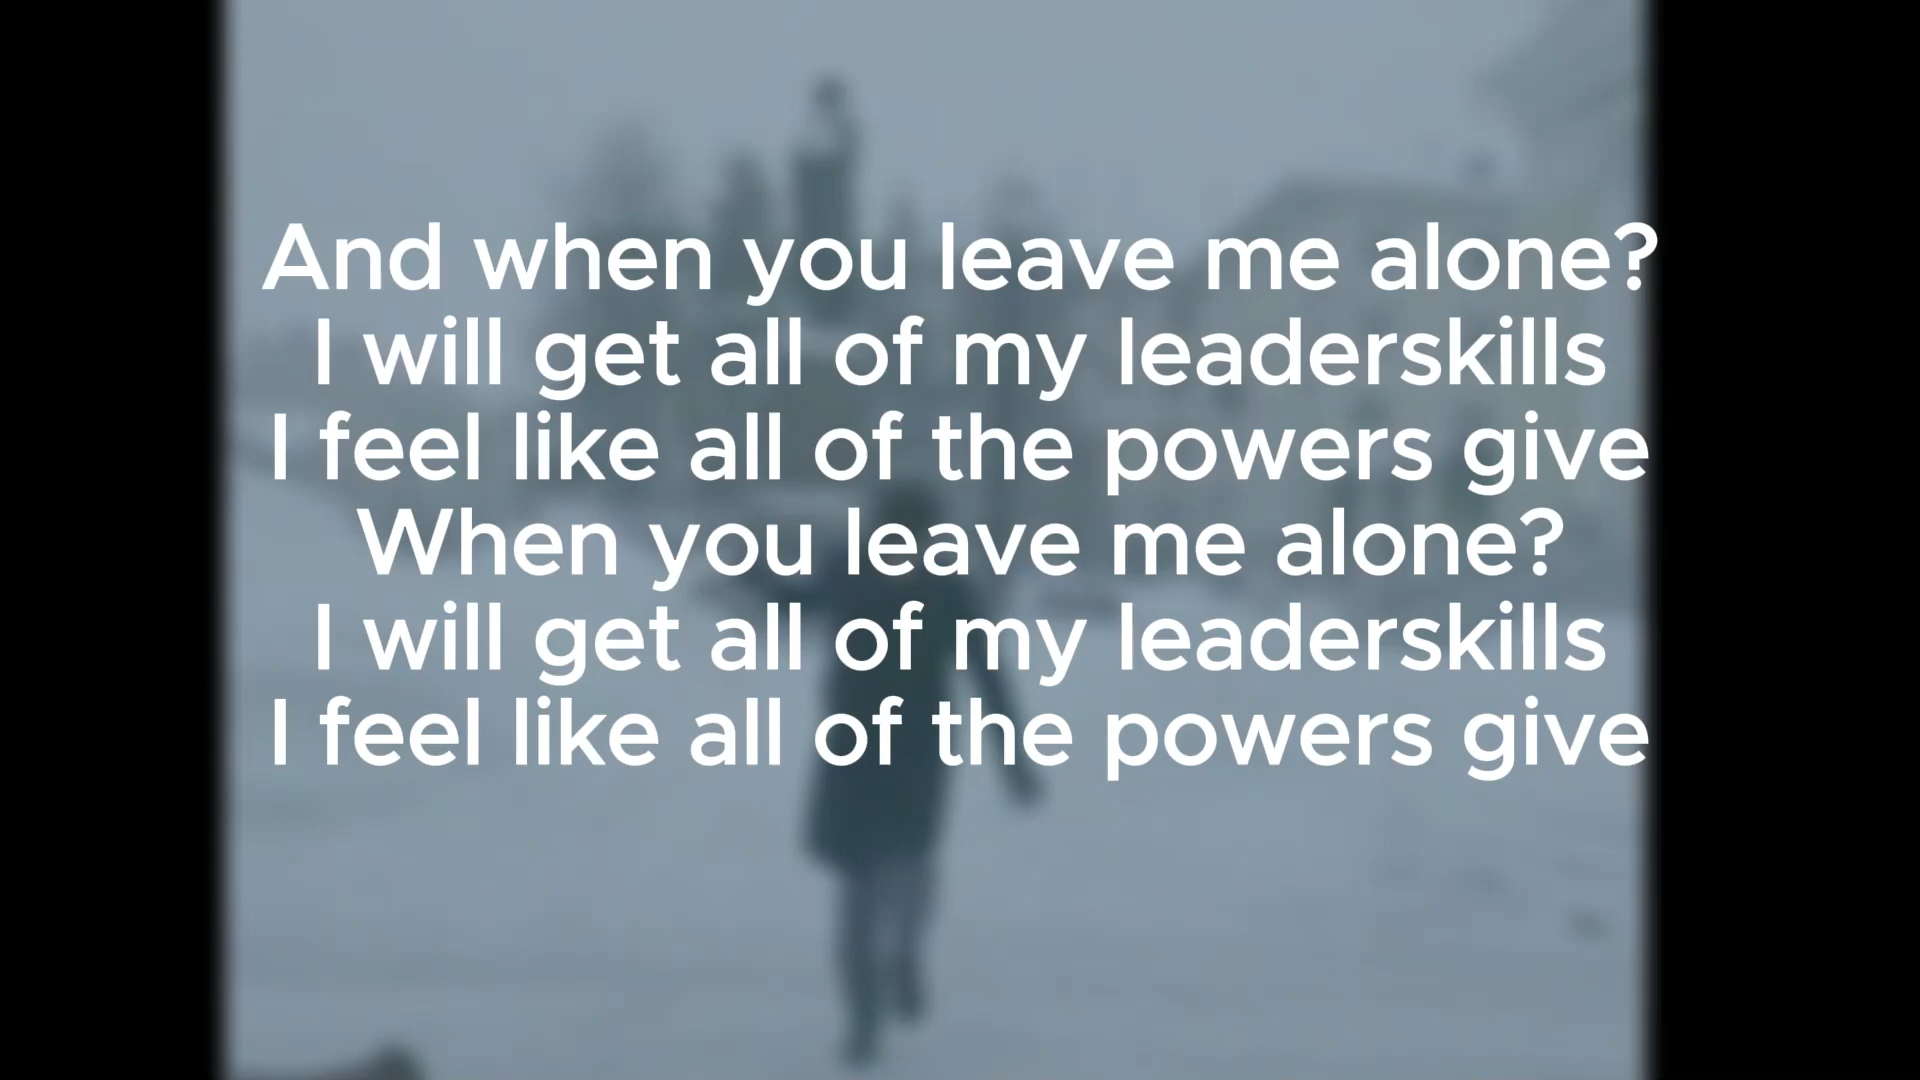 And when you leave me alone?
I will get all of my leaderskills
I feel like all of the powers give
When you leave me alone?
I will get all of my leaderskills
I feel like all of the powers give